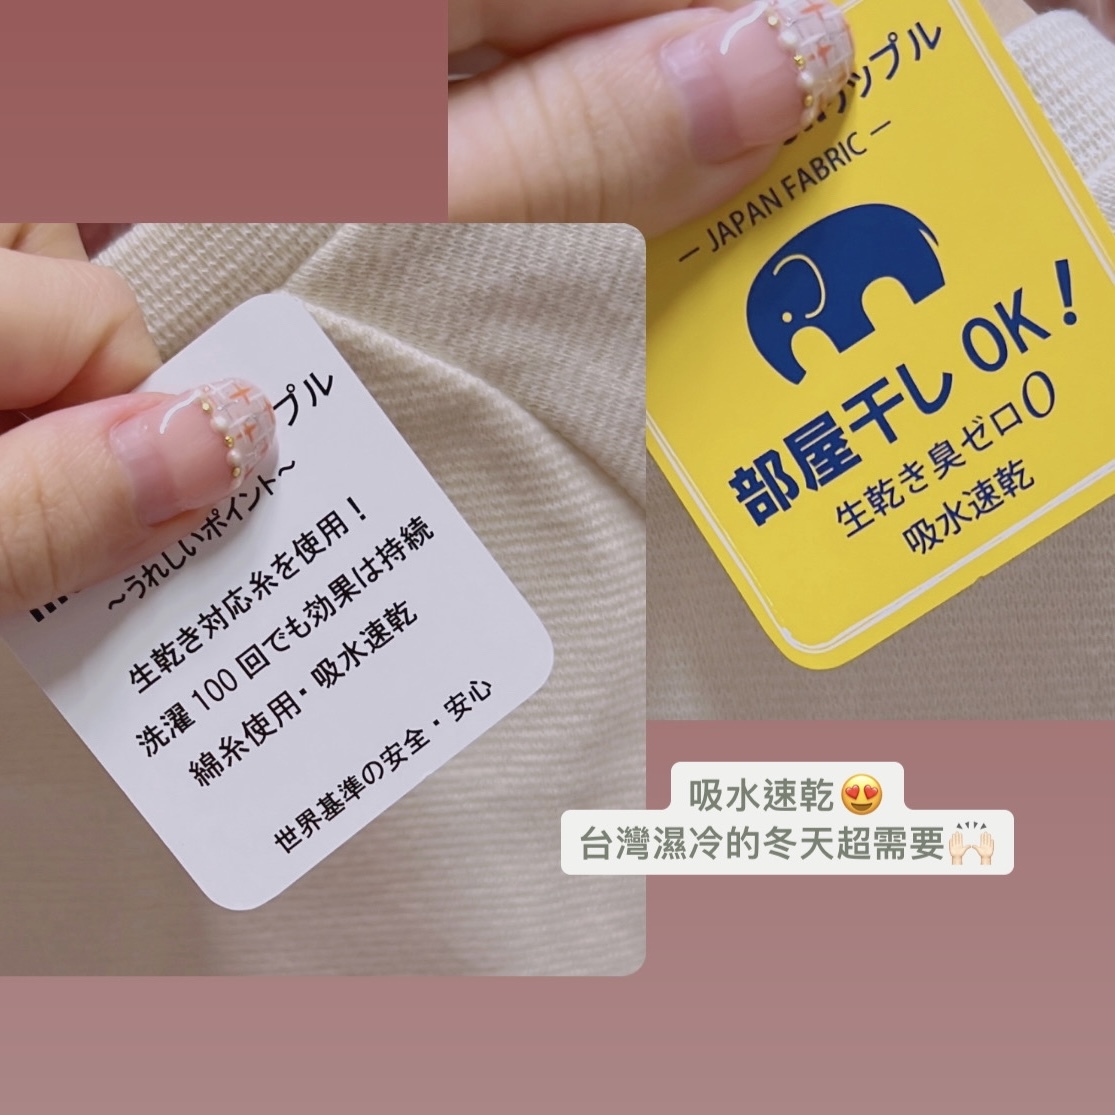 プル
～うれしいポイント～
生乾き対応糸を使用！
洗濯100回でも効果は持続
綿糸使用・吸水速乾
世界基準の安全・安心
ップル
— JAPAN FABRIC —
部屋干し OK！
生乾き臭ゼロ0
吸水速乾
吸水速乾😍
台灣濕冷的冬天超需要🙌🏻